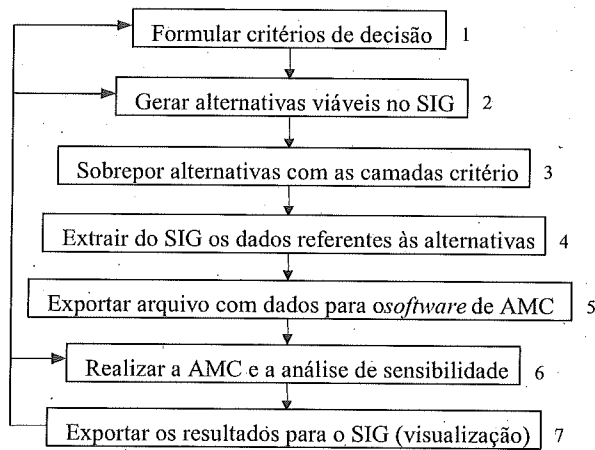 Formular critérios de decisão 1
Gerar alternativas viáveis no SIG 2
Sobrepor alternativas com as camadas critério 3
Extrair do SIG os dados referentes às alternativas 4
Exportar arquivo com dados para osoftware de AMC 5
Realizar a AMC e a análise de sensibilidade 6
Exportar os resultados para o SIG (visualização) 7